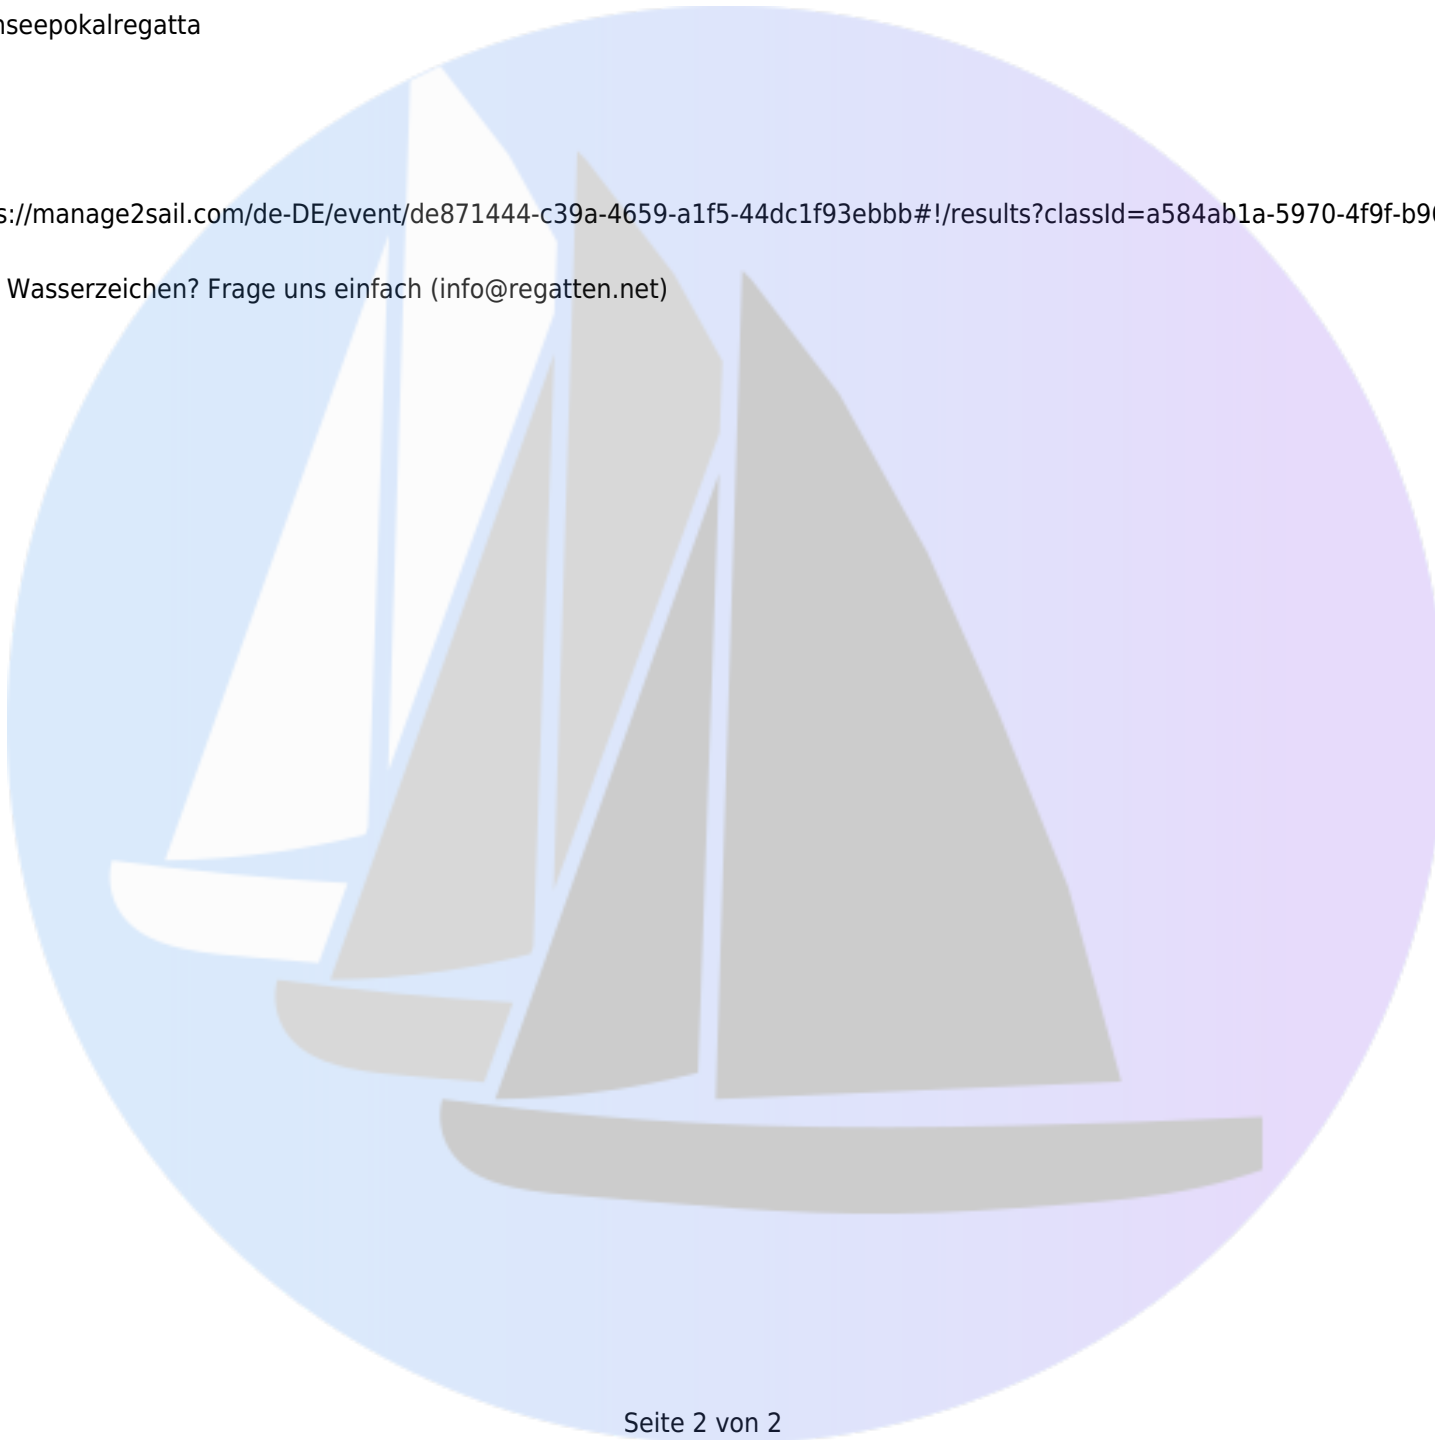 nseepokalregatta
s://manage2sail.com/de-DE/event/de871444-c39a-4659-a1f5-44dc1f93ebbb#!/results?classId=a584ab1a-5970-4f9f-b9
Wasserzeichen? Frage uns einfach (info@regatten.net)
Seite 2 von 2